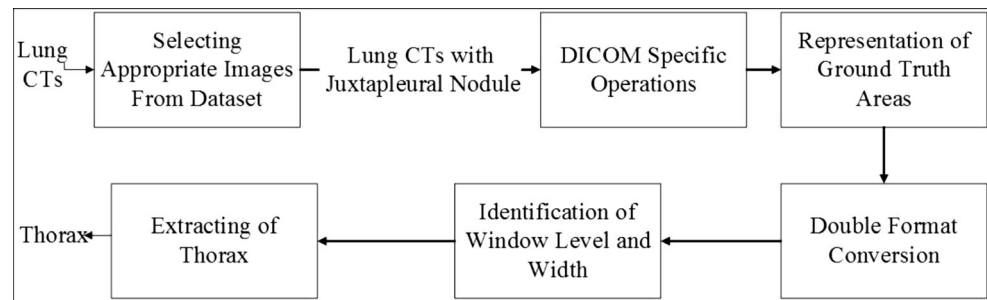 Lung
CTs
Selecting
Appropriate Images
From Dataset
Lung CTs with
Juxtapleural Nodule
DICOM Specific
Operations
Representation of
Ground Truth
Areas
Double Format
Conversion
Identification of
Window Level and
Width
Extracting of
Thorax
Thorax